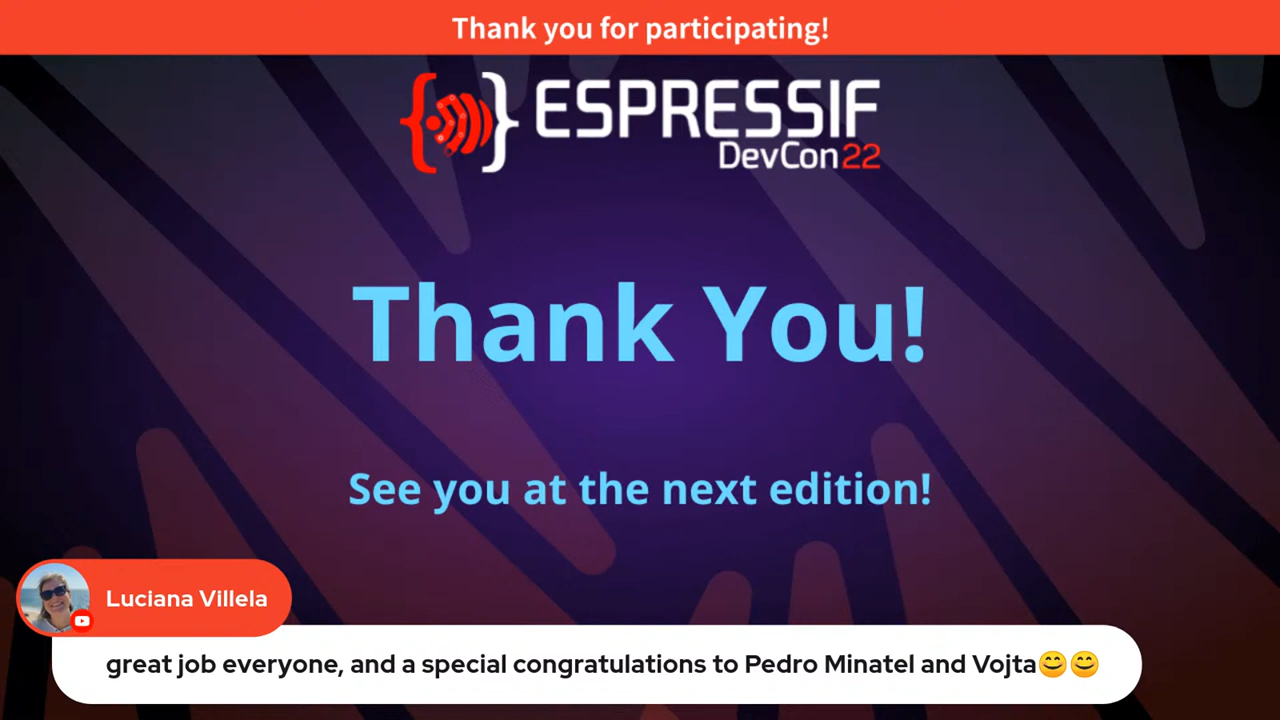 Thank you for participating!
ESPRESSIF
DevCon22
Thank You!
See you at the next edition!
Luciana Villela
great job everyone, and a special congratulations to Pedro Minatel and Vojta😊😊